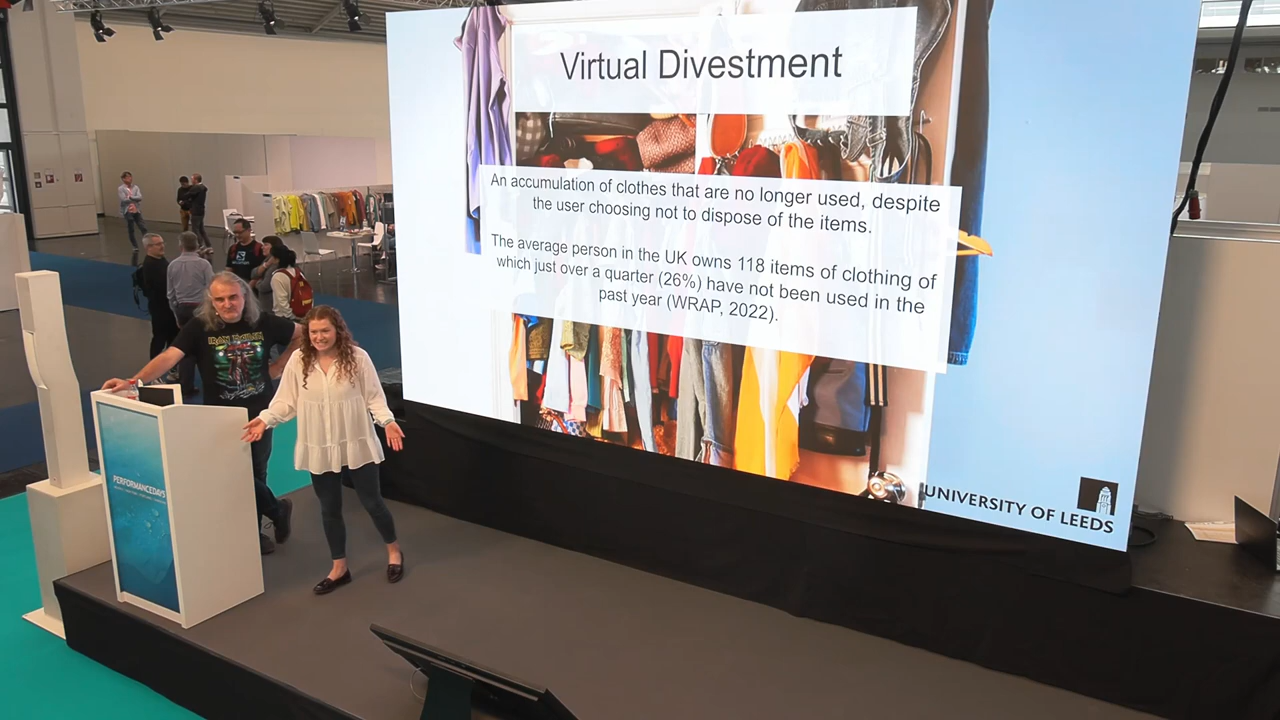 Virtual Divestment
An accumulation of clothes that are no longer used, despite
the user choosing not to dispose of the items.
The average person in the UK owns 118 items of clothing of
which just over a quarter (26%) have not been used in the
past year (WRAP, 2022).
UNIVERSITY OF LEEDS
IRON MAIDEN
PERFORMANCEDAYS